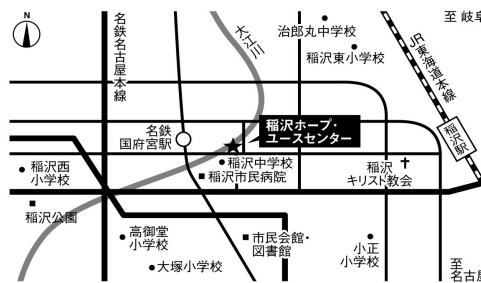 N
名鉄名古屋本線
大江川
治郎丸中学校
稲沢東小学校
至 岐阜
JR東海道本線
稲沢駅
名鉄
国府宮駅
稲沢ホープ・
ユースセンター
稲沢西
小学校
稲沢中学校
稲沢市民病院
稲沢
キリスト教会
稲沢公園
高御堂
小学校
市民会館・
図書館
小正
小学校
大塚小学校
至
名古屋